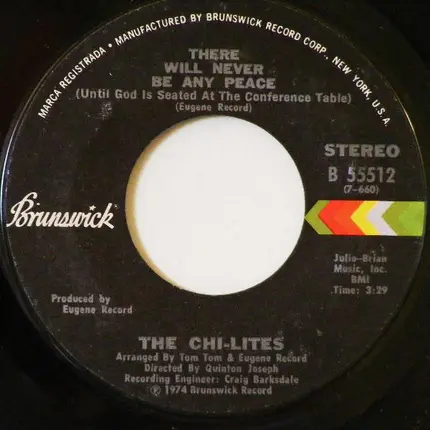 MARCA REGISTRADA • MANUFACTURED BY BRUNSWICK RECORD CORP., NEW YORK, U.S.A.
THERE
WILL NEVER
BE ANY PEACE
(Until God Is Seated At The Conference Table)
(Eugene Record)
STEREO
B 55512
(7-660)
Brunswick
Julio-Brian
Music, Inc.
BMI
Time: 3:29
Produced by
Eugene Record
THE CHI-LITES
Arranged By Tom Tom & Eugene Record
Directed By Quinton Joseph
Recording Engineer: Craig Barksdale
℗ 1974 Brunswick Record